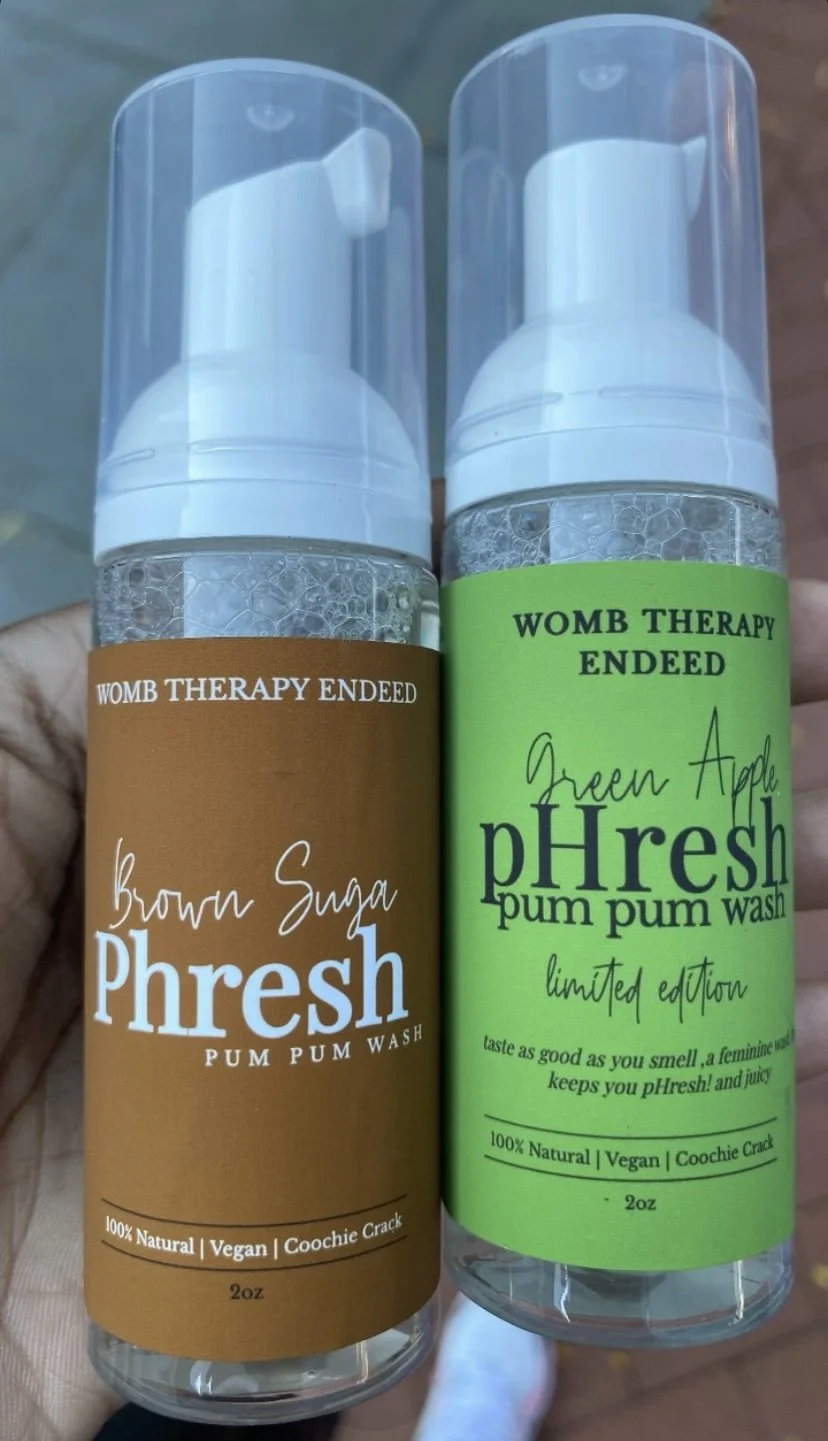 WOMB THERAPY ENDEED
Brown Suga
Phresh
PUM PUM WASH
100% Natural | Vegan | Coochie Crack
2oz
WOMB THERAPY
ENDEED
Green Apple
pHresh
pum pum wash
limited edition
taste as good as you smell ,a feminine wash
keeps you pHresh! and juicy
100% Natural | Vegan | Coochie Crack
2oz